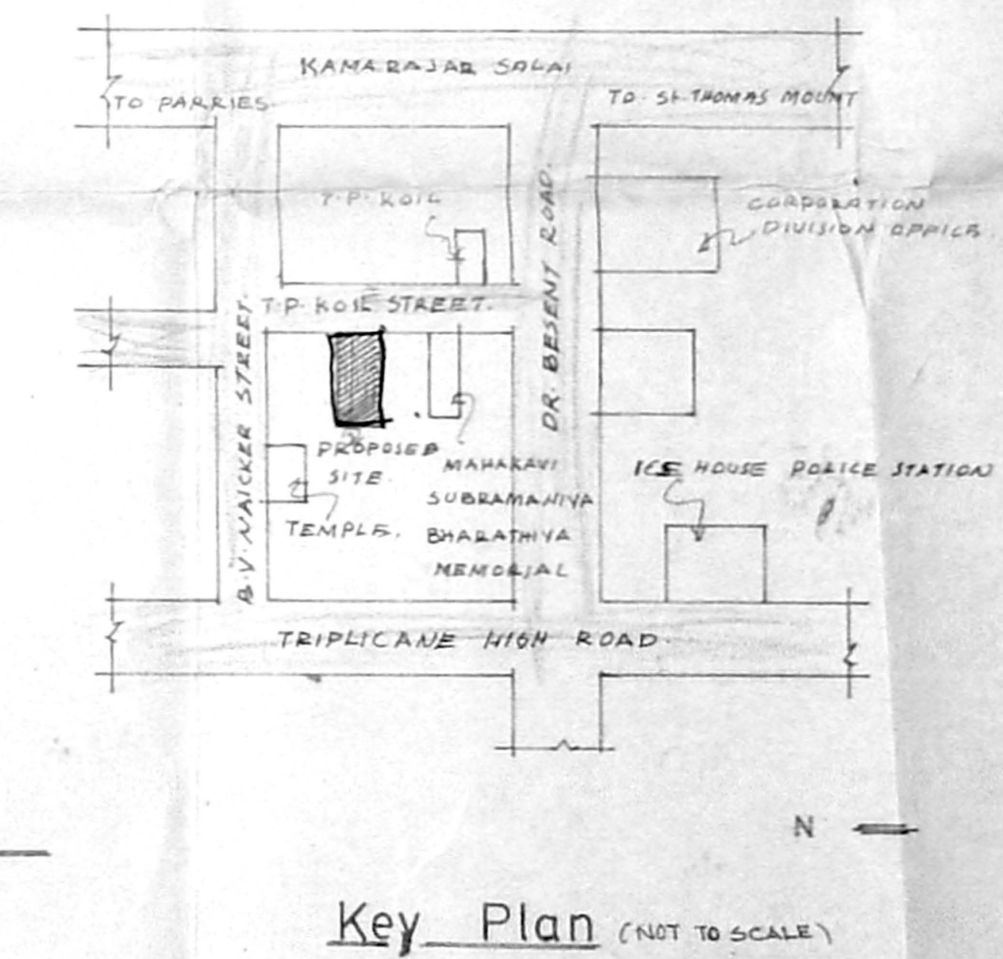 KAMARAJAR SALAI
TO PARRIES
TO St. THOMAS MOUNT
T.P. KOIL
CORPORATION
DIVISION OFFICE.
T.P. KOIL STREET.
DR. BESENT ROAD.
B.V. NAICKER STREET.
PROPOSED
SITE.
TEMPLE.
MAHAKAVI
SUBRAMANIYA
BHARATHIYA
MEMORIAL
ICE HOUSE POLICE STATION
TRIPLICANE HIGH ROAD.
N
Key Plan (NOT TO SCALE)